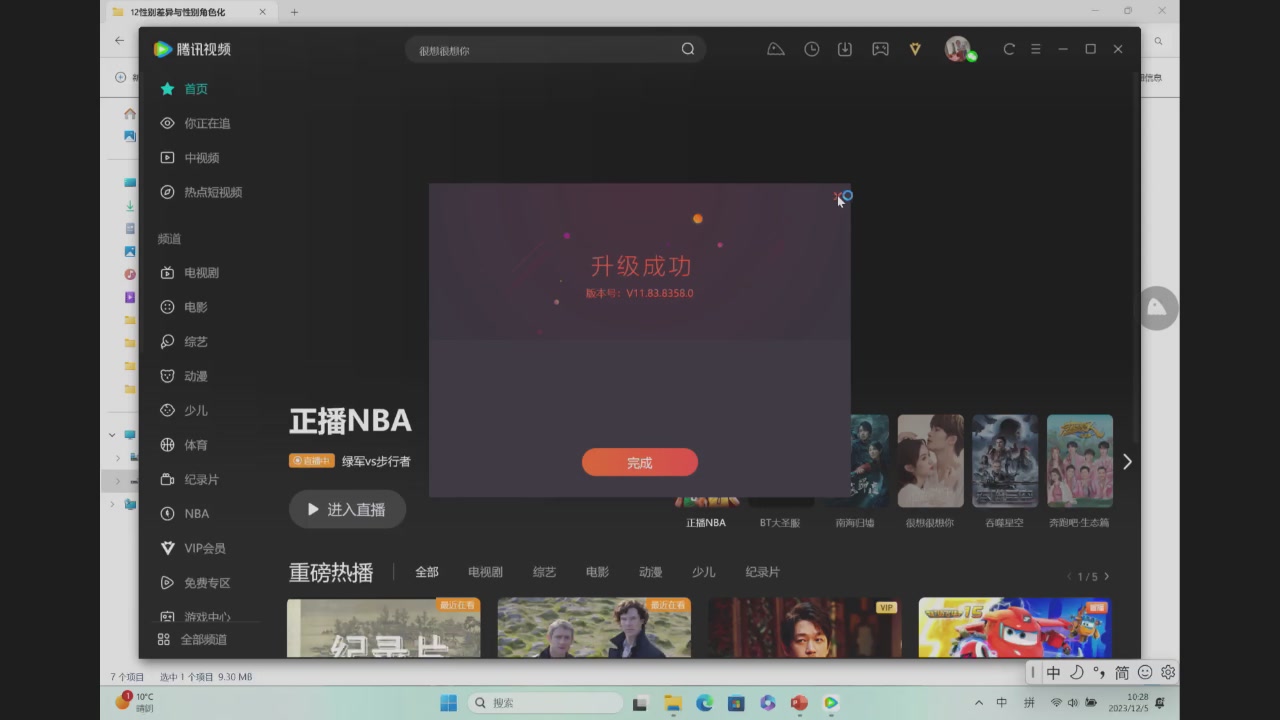 12性别差异与性别角色化
腾讯视频
很想很想你
首页
你正在追
中视频
热点短视频
频道
电视剧
电影
综艺
动漫
少儿
体育
纪录片
NBA
VIP会员
免费专区
游戏中心
全部频道
升级成功
版本号：V11.83.8358.0
完成
正播NBA
直播中 绿军vs步行者
进入直播
正播NBA BT大圣服 南海归墟 很想很想你 吞噬星空 奔跑吧·生态篇
重磅热播 全部 电视剧 综艺 电影 动漫 少儿 纪录片 1/5
最近在看 最近在看 VIP
纪录片
7个项目 选中1个项目 9.30 MB
中 简
1 10°C
晴朗
搜索
中 拼
10:28
2023/12/5